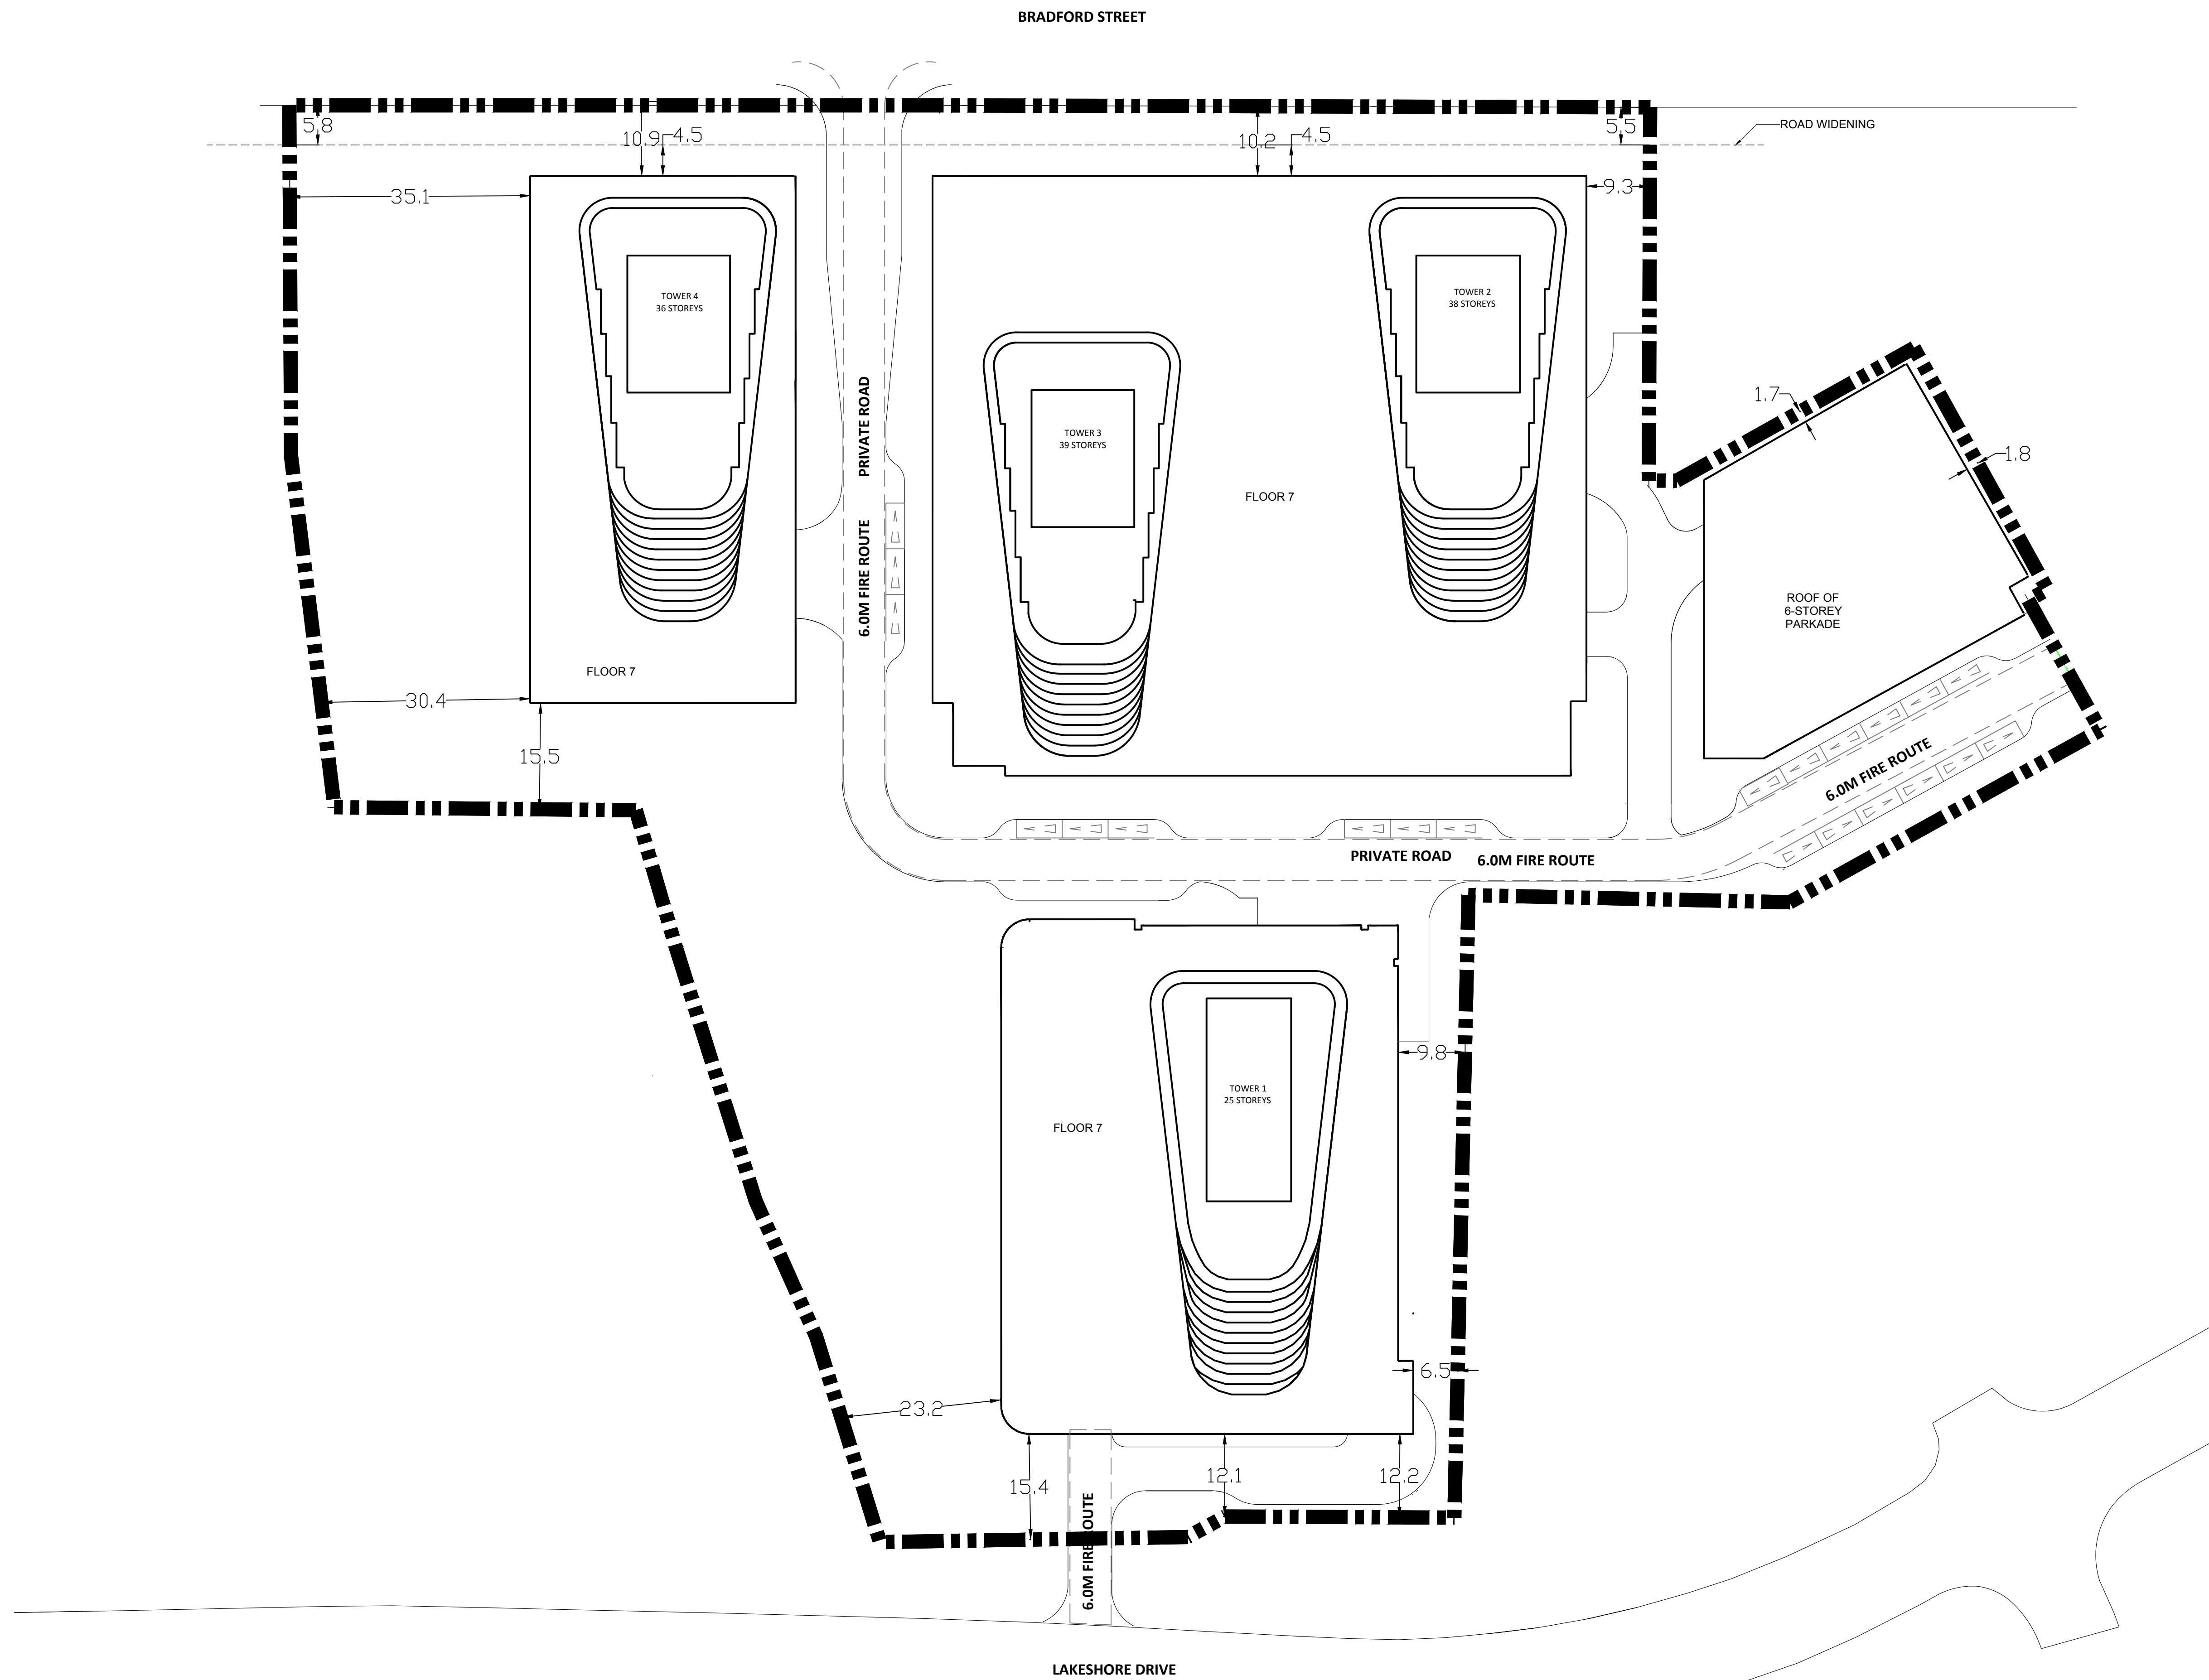 BRADFORD STREET
5.8
10.9
4.5
10.2
4.5
5.5
ROAD WIDENING
35.1
9.3
TOWER 4
36 STOREYS
TOWER 2
38 STOREYS
PRIVATE ROAD
6.0M FIRE ROUTE
TOWER 3
39 STOREYS
1.7
1.8
FLOOR 7
ROOF OF
6-STOREY
PARKADE
FLOOR 7
30.4
15.5
6.0M FIRE ROUTE
PRIVATE ROAD
6.0M FIRE ROUTE
9.8
TOWER 1
25 STOREYS
FLOOR 7
6.5
23.2
15.4
12.1
12.2
6.0M FIRE ROUTE
LAKESHORE DRIVE